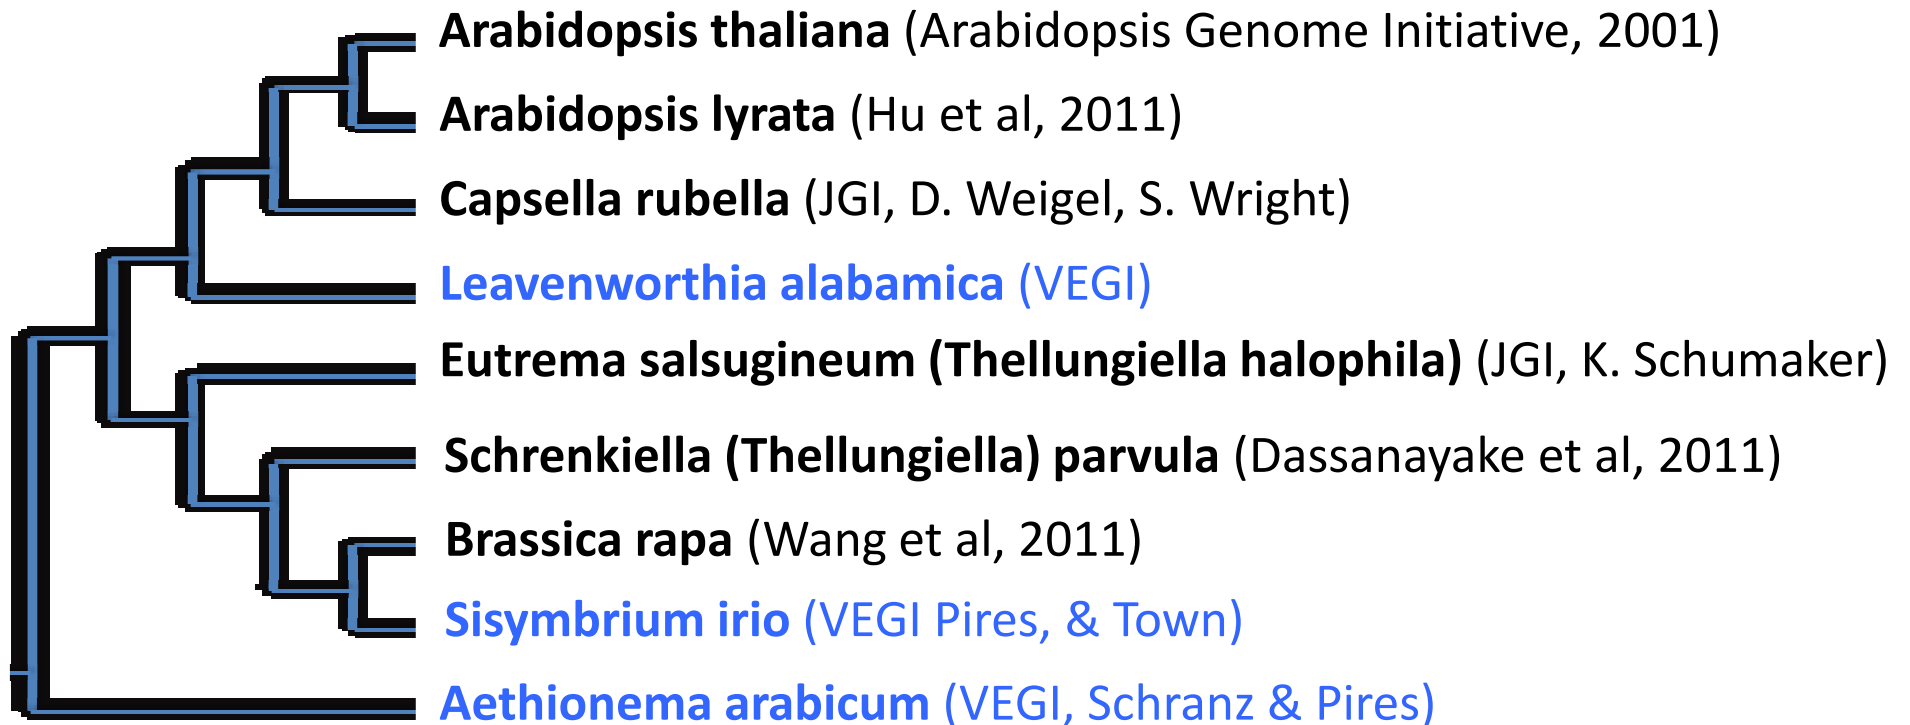 Arabidopsis thaliana (Arabidopsis Genome Initiative, 2001)
Arabidopsis lyrata (Hu et al, 2011)
Capsella rubella (JGI, D. Weigel, S. Wright)
Leavenworthia alabamica (VEGI)
Eutrema salsugineum (Thellungiella halophila) (JGI, K. Schumaker)
Schrenkiella (Thellungiella) parvula (Dassanayake et al, 2011)
Brassica rapa (Wang et al, 2011)
Sisymbrium irio (VEGI Pires, & Town)
Aethionema arabicum (VEGI, Schranz & Pires)